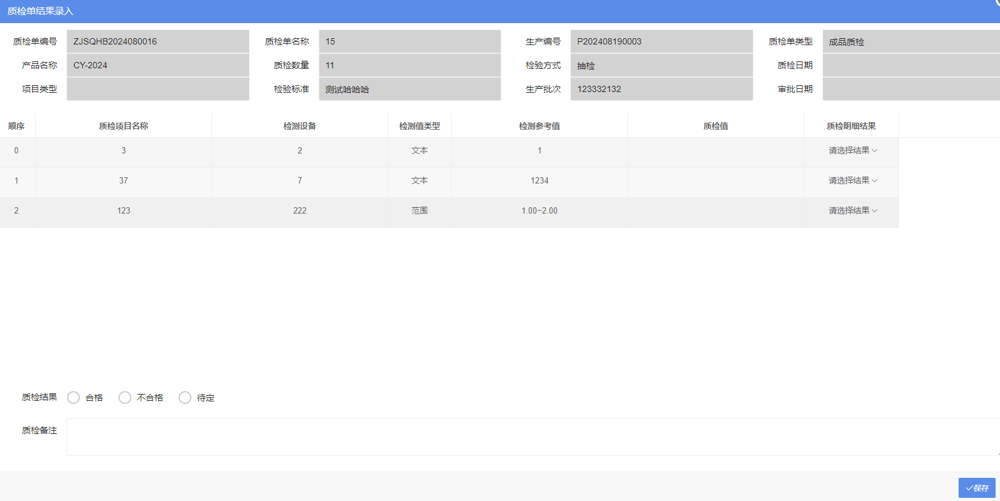 质检单结果录入
质检单编号 ZJSQHB2024080016 质检单名称 15 生产编号 P202408190003 质检单类型 成品质检
产品名称 CY-2024 质检数量 11 检验方式 抽检 质检日期
项目类型 检验标准 测试哈哈哈 生产批次 123332132 审批日期
顺序 质检项目名称 检测设备 检测值类型 检测参考值 质检值 质检明细结果
0 3 2 文本 1 请选择结果
1 37 7 文本 1234 请选择结果
2 123 222 范围 1.00~2.00 请选择结果
质检结果 合格 不合格 待定
质检备注
保存